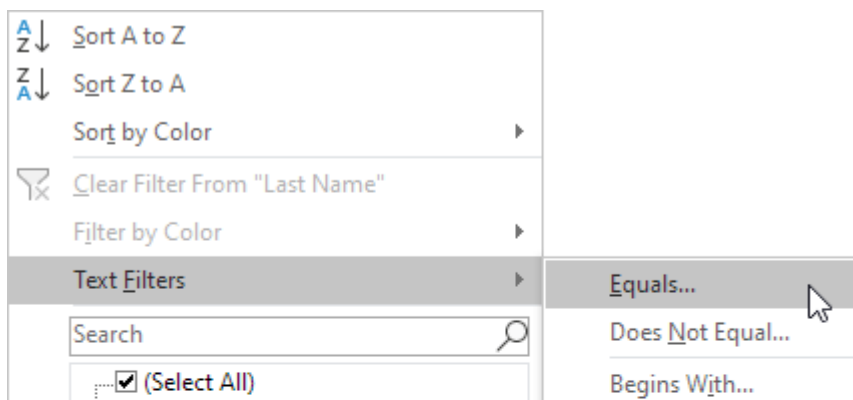 Sort A to Z
Sort Z to A
Sort by Color
Clear Filter From "Last Name"
Filter by Color
Text Filters
Equals...
Search
Does Not Equal...
(Select All)
Begins With...